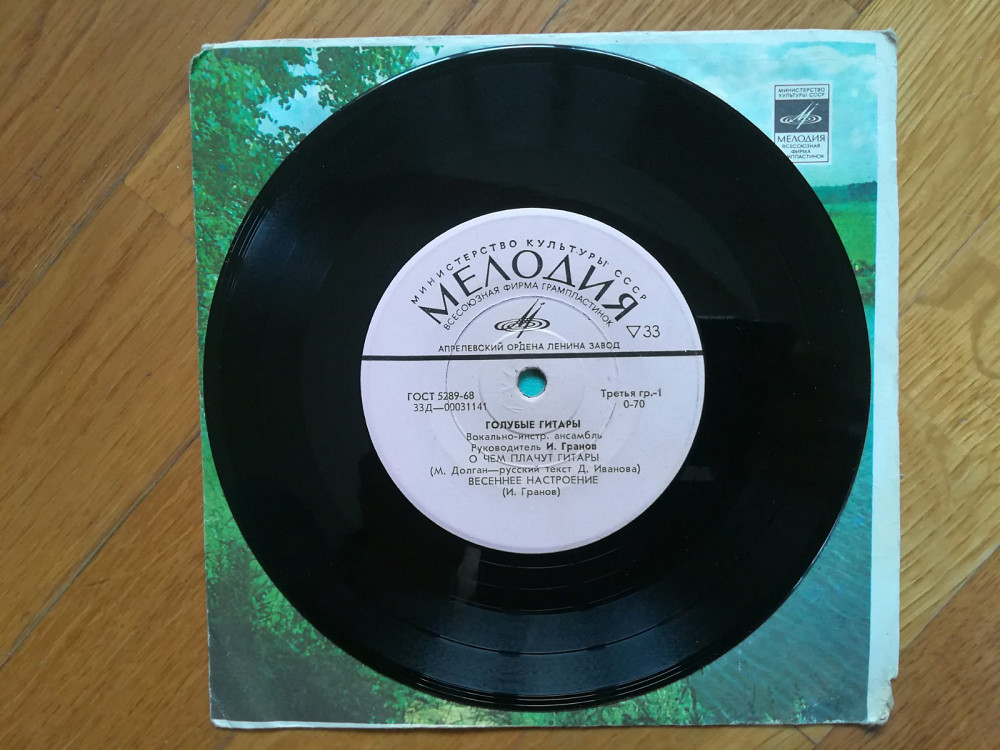 МИНИСТЕРСТВО
КУЛЬТУРЫ СССР
МЕЛОДИЯ
ВСЕСОЮЗНАЯ
ФИРМА
ГРАМПЛАСТИНОК
МИНИСТЕРСТВО КУЛЬТУРЫ СССР
МЕЛОДИЯ
ВСЕСОЮЗНАЯ ФИРМА ГРАМПЛАСТИНОК
▽33
АПРЕЛЕВСКИЙ ОРДЕНА ЛЕНИНА ЗАВОД
ГОСТ 5289-68 Третья гр.-1
33Д—00031141 0-70
ГОЛУБЫЕ ГИТАРЫ
Вокально-инстр. ансамбль
Руководитель И. Гранов
О ЧЕМ ПЛАЧУТ ГИТАРЫ
(М. Долган—русский текст Д. Иванова)
ВЕСЕННЕЕ НАСТРОЕНИЕ
(И. Гранов)